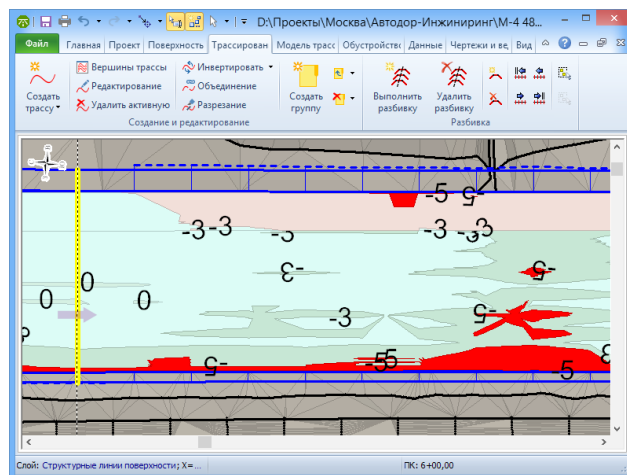 D:\Проекты\Москва\Автодор-Инжиниринг\М-4 48...
Файл Главная Проект Поверхность Трассирован Модель трасс Обустройство Данные Чертежи и ве, Вид
Создать трассу
Вершины трассы
Редактирование
Удалить активную
Инвертировать
Объединение
Разрезание
Создать группу
Выполнить разбивку
Удалить разбивку
Создание и редактирование
Разбивка
-5 -5
-3 -3 -3 -3 -3 -3
-3 -5
0 0 0
-3 -5
-5 -5 5 -5
Слой: Структурные линии поверхности; X=...
ПК: 6+00,00